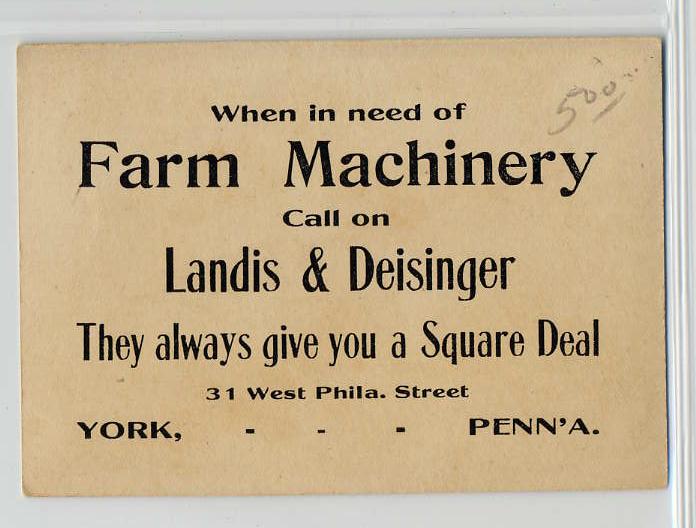 When in need of
500
Farm Machinery
Call on
Landis & Deisinger
They always give you a Square Deal
31 West Phila. Street
YORK, - - - PENN'A.